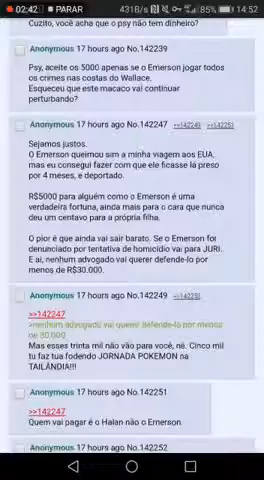 02:42 PARAR 431B/s 85% 14:52
Cuzito, você acha que o psy não tem dinheiro?
Anonymous 17 hours ago No.142239
Psy, aceite os 5000 apenas se o Emerson jogar todos
os crimes nas costas do Wallace.
Esqueceu que este macaco vai continuar
perturbando?
Anonymous 17 hours ago No.142247 >>142249 >>142251
Sejamos justos.
O Emerson queimou sim a minha viagem aos EUA,
mas eu consegui fazer com que ele ficasse lá preso
por 4 meses, e deportado.
R$5000 para alguém como o Emerson é uma
verdadeira fortuna, ainda mais para o cara que nunca
deu um centavo para a própria filha.
O pior é que ainda vai sair barato. Se o Emerson for
denunciado por tentativa de homicídio vai para JURI.
E ai, nenhum advogado vai querer defende-lo por
menos de R$30.000.
Anonymous 17 hours ago No.142249
>>142247
>nenhum advogado vai querer defende-lo por menos
de 30.000
Mas esses trinta mil não vão para você, né. Cinco mil
tu faz tua fodendo JORNADA POKEMON na
TAILÂNDIA!!!
Anonymous 17 hours ago No.142251
>>142247
Quem vai pagar é o Halan não o Emerson.
Anonymous 17 hours ago No.142252